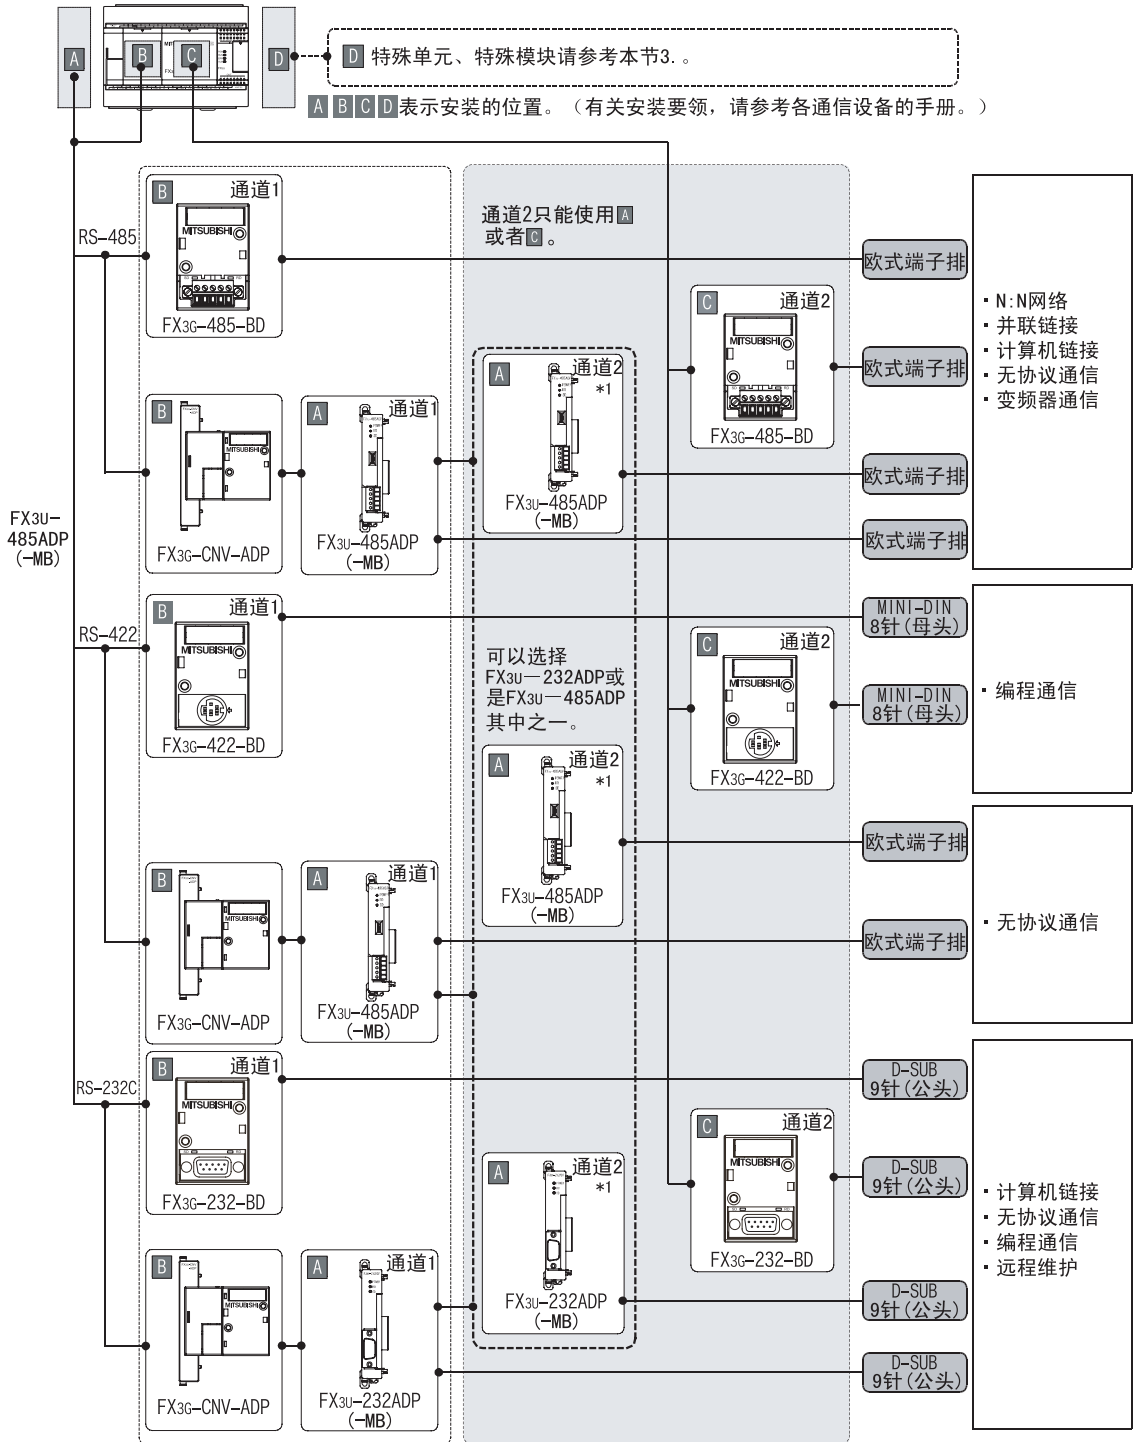 A
B
C
D
D 特殊单元、特殊模块请参考本节3.。
A B C D 表示安装的位置。（有关安装要领，请参考各通信设备的手册。）
FX3U-
485ADP
(-MB)
RS-485
B 通道1
MITSUBISHI
FX3G-485-BD
通道2只能使用A
或者C。
欧式端子排
C 通道2
MITSUBISHI
FX3G-485-BD
欧式端子排
B
MITSUBISHI
FX3G-CNV-ADP
A 通道1
FX3U-485ADP
(-MB)
A 通道2
*1
FX3U-485ADP
(-MB)
欧式端子排
欧式端子排
· N:N网络
· 并联链接
· 计算机链接
· 无协议通信
· 变频器通信
RS-422
B 通道1
MITSUBISHI
FX3G-422-BD
MINI-DIN
8针(母头)
C 通道2
MITSUBISHI
FX3G-422-BD
MINI-DIN
8针(母头)
· 编程通信
可以选择
FX3U-232ADP或
是FX3U-485ADP
其中之一。
A 通道2
*1
FX3U-485ADP
(-MB)
欧式端子排
B
MITSUBISHI
FX3G-CNV-ADP
A 通道1
FX3U-485ADP
(-MB)
欧式端子排
· 无协议通信
RS-232C
B 通道1
MITSUBISHI
FX3G-232-BD
D-SUB
9针(公头)
C 通道2
MITSUBISHI
FX3G-232-BD
D-SUB
9针(公头)
A 通道2
*1
FX3U-232ADP
(-MB)
D-SUB
9针(公头)
B
MITSUBISHI
FX3G-CNV-ADP
A 通道1
FX3U-232ADP
(-MB)
D-SUB
9针(公头)
· 计算机链接
· 无协议通信
· 编程通信
· 远程维护